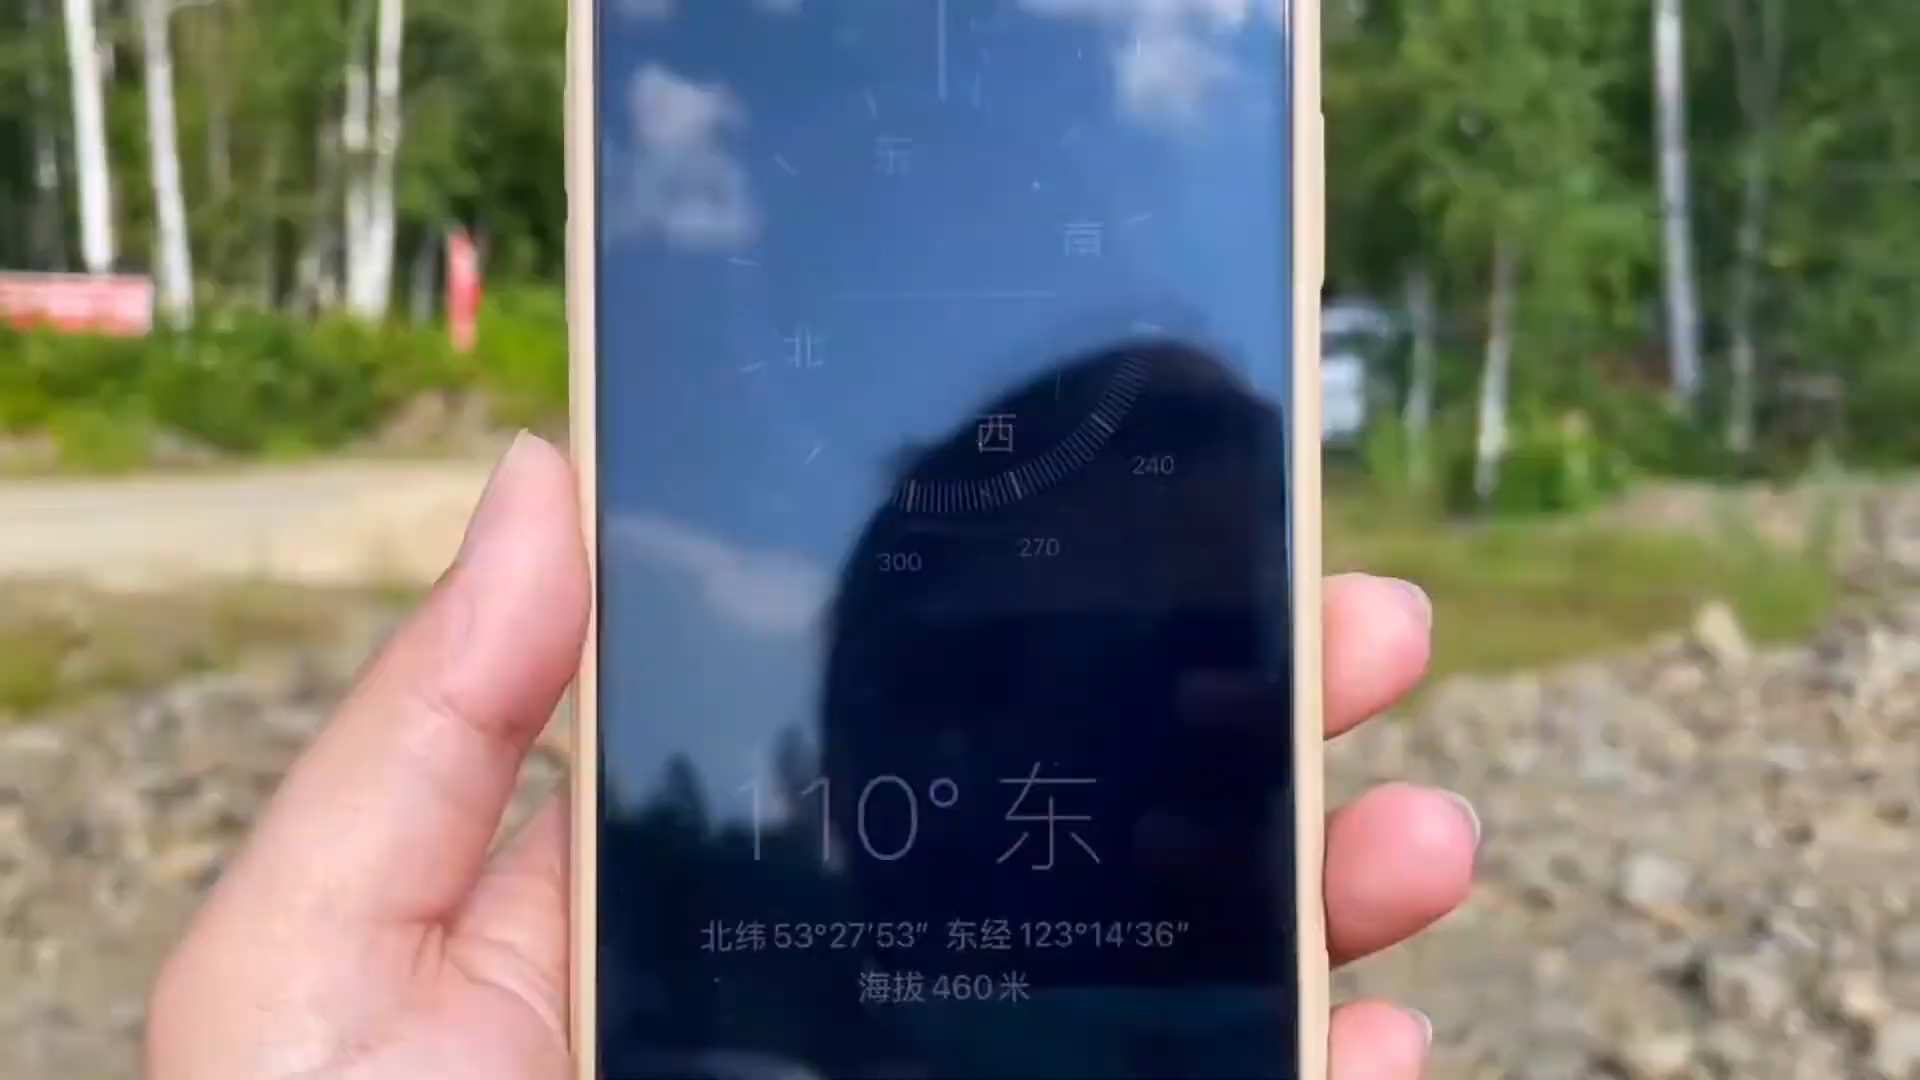 东
南
北
西
240
270
300
110° 东
北纬 53°27′53″ 东经 123°14′36″
海拔 460 米